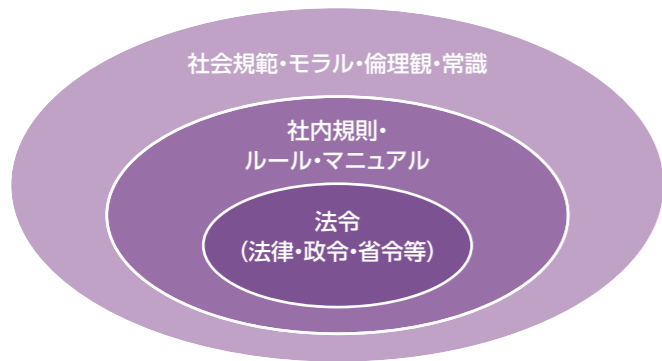 社会規範・モラル・倫理観・常識
社内規則・
ルール・マニュアル
法令
(法律・政令・省令等)